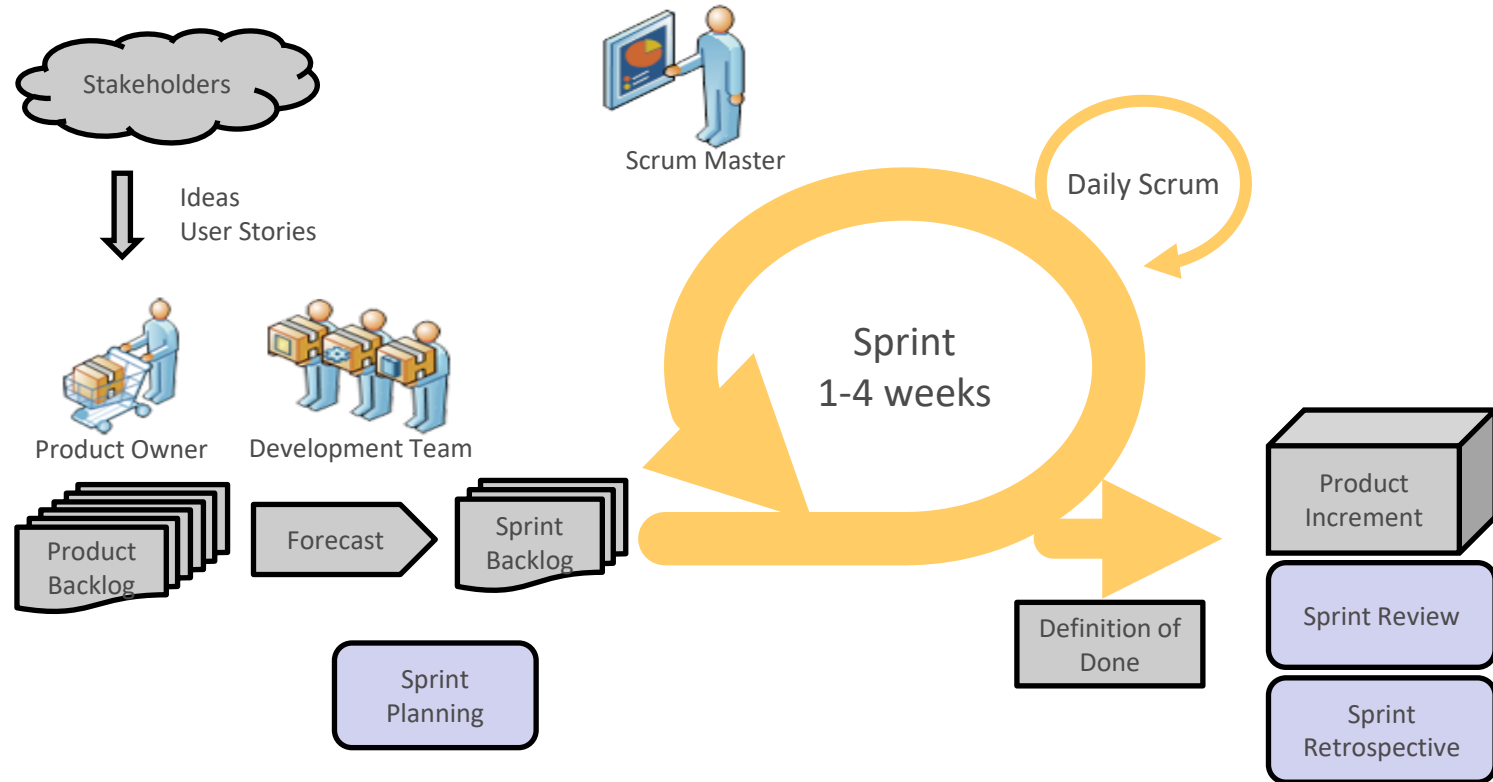 Stakeholders
Scrum Master
Daily Scrum
Ideas
User Stories
Sprint
1-4 weeks
Product Owner
Development Team
Product
Backlog
Forecast
Sprint
Backlog
Product
Increment
Definition of
Done
Sprint Review
Sprint
Planning
Sprint
Retrospective